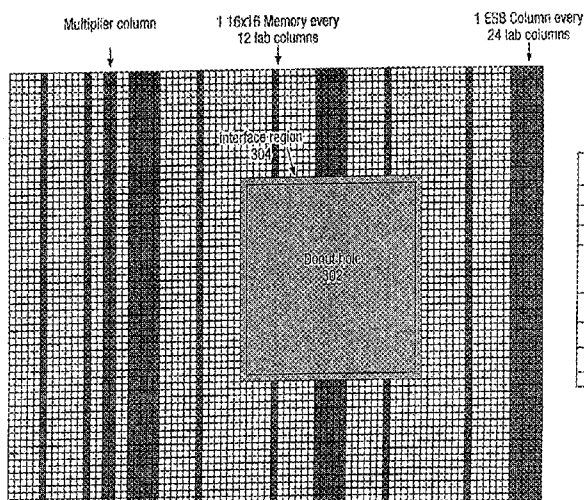 Multiplier column
1 16x16 Memory every
12 lab columns
1 ESB Column every
24 lab columns
Interface region
304
Donut hole
302